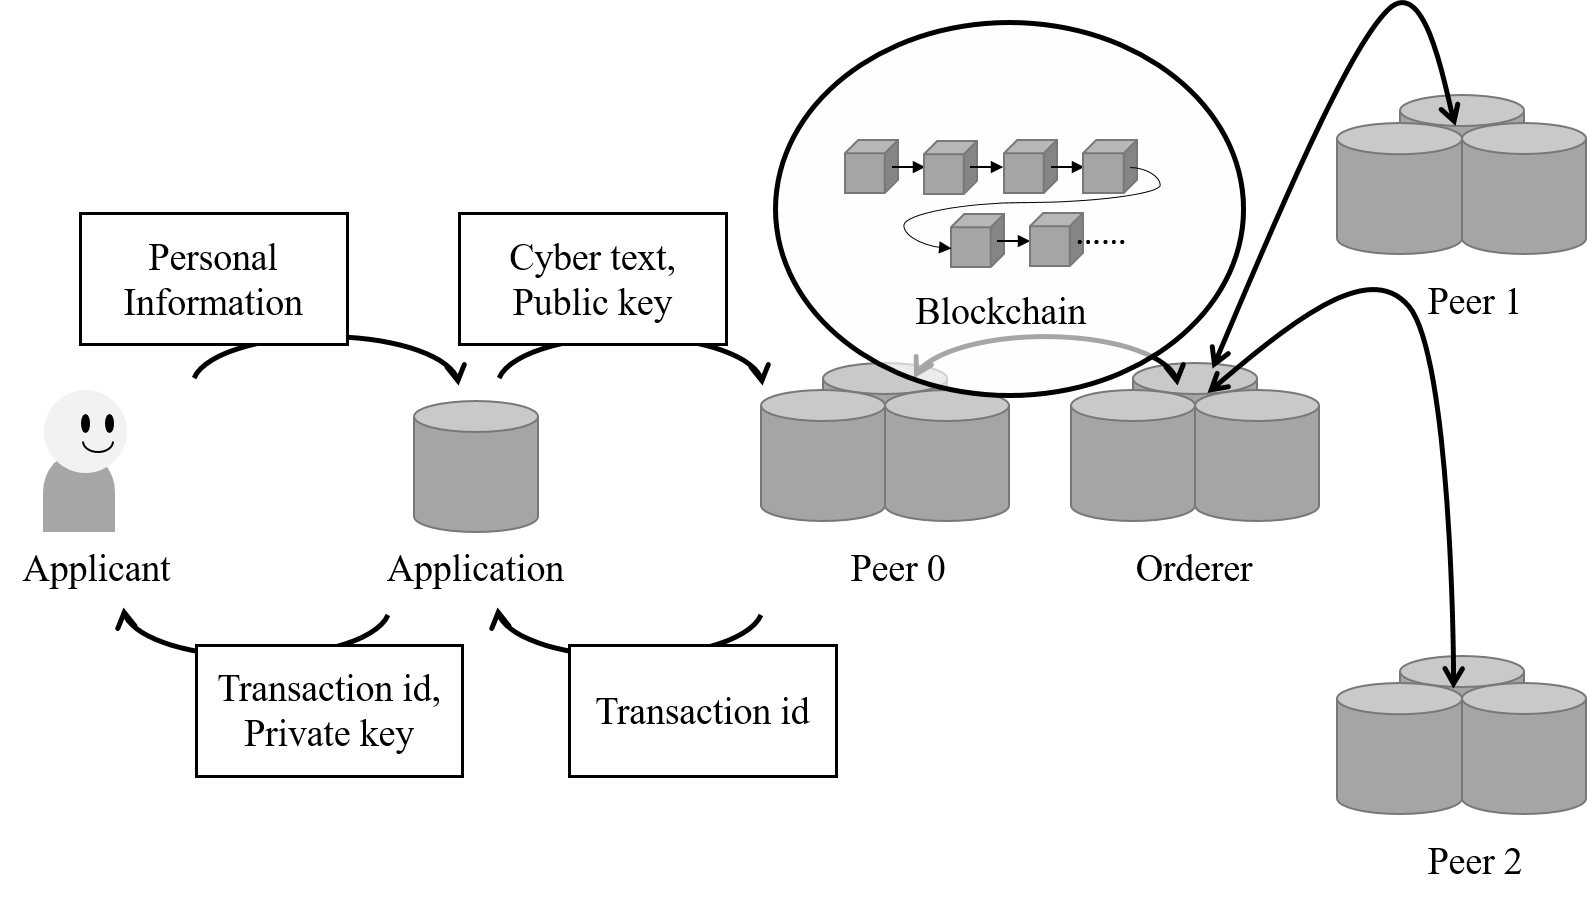 Personal
Information
Cyber text,
Public key
Blockchain
Peer 1
Applicant
Application
Peer 0
Orderer
Transaction id,
Private key
Transaction id
Peer 2